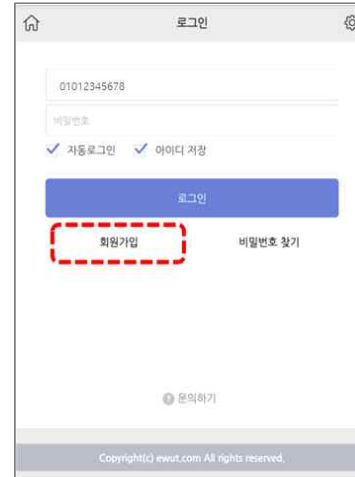 로그인
01012345678
비밀번호
자동로그인 아이디 저장
로그인
회원가입 비밀번호 찾기
? 문의하기
Copyright(c) ewut.com All rights reserved.